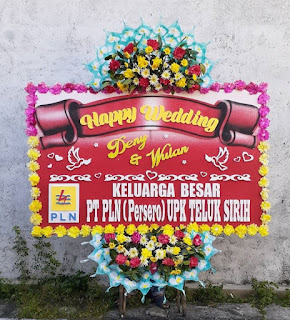 Happy Wedding
Deny
& Wulan
KELUARGA BESAR
PT PLN (Persero) UPK TELUK SIRIH
PLN